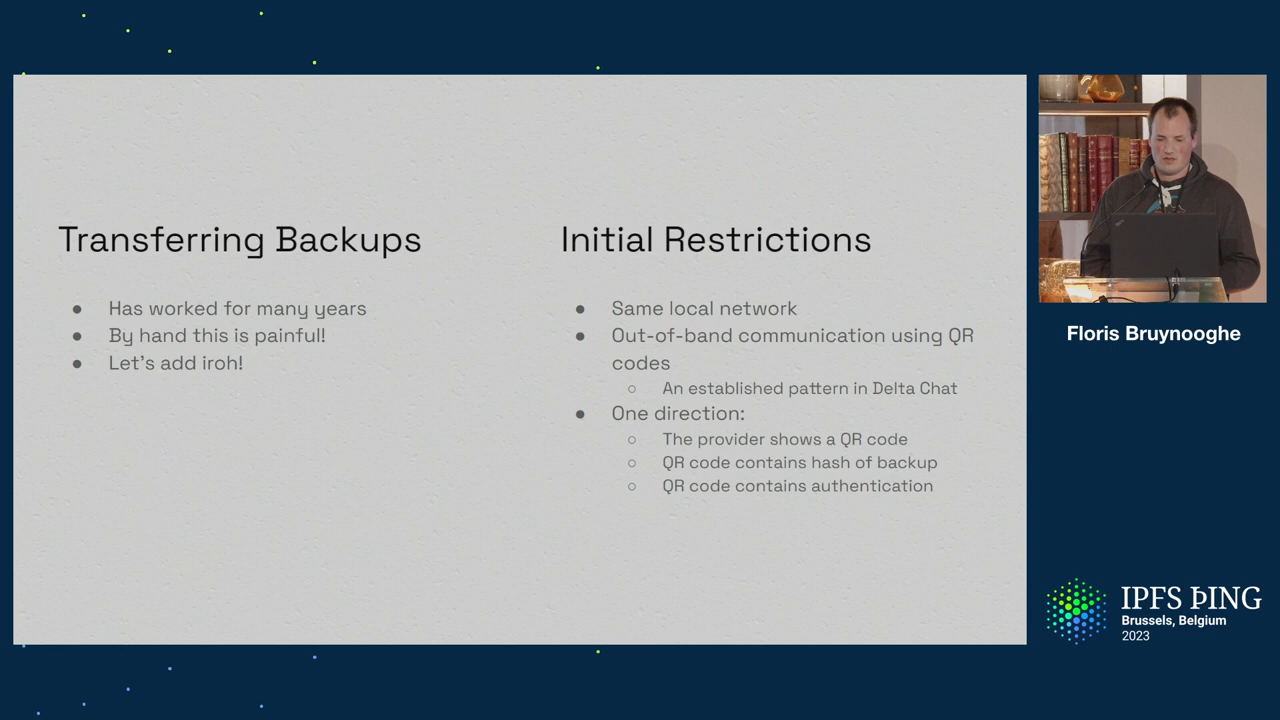 Transferring Backups
● Has worked for many years
● By hand this is painful!
● Let's add iroh!
Initial Restrictions
● Same local network
● Out-of-band communication using QR
codes
○ An established pattern in Delta Chat
● One direction:
○ The provider shows a QR code
○ QR code contains hash of backup
○ QR code contains authentication
Floris Bruynooghe
IPFS ÞING
Brussels, Belgium
2023